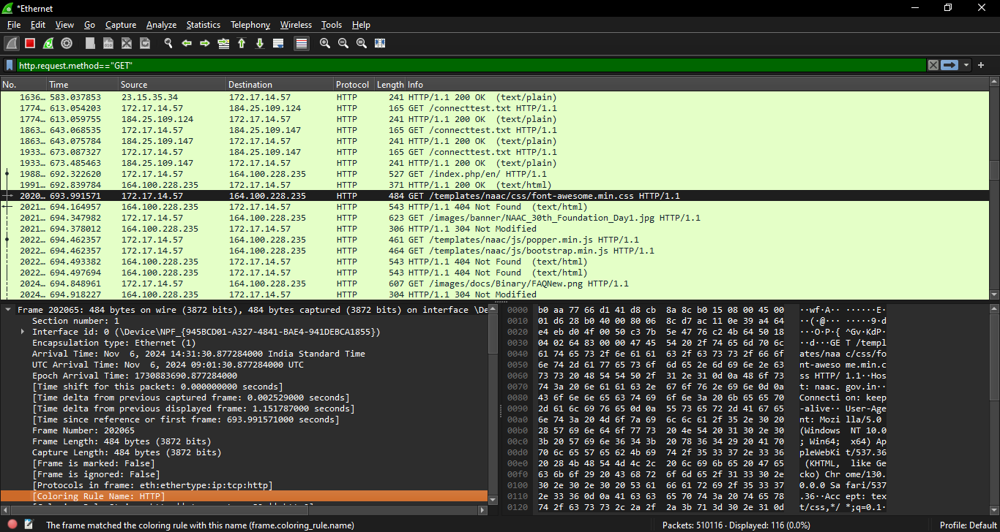 *Ethernet
File Edit View Go Capture Analyze Statistics Telephony Wireless Tools Help
http.request.method=="GET"
No. Time Source Destination Protocol Length Info
1636… 583.037853 23.15.35.34 172.17.14.57 HTTP 241 HTTP/1.1 200 OK (text/plain)
1774… 613.054203 172.17.14.57 184.25.109.124 HTTP 165 GET /connecttest.txt HTTP/1.1
1774… 613.059755 184.25.109.124 172.17.14.57 HTTP 241 HTTP/1.1 200 OK (text/plain)
1863… 643.068535 172.17.14.57 184.25.109.147 HTTP 165 GET /connecttest.txt HTTP/1.1
1863… 643.075784 184.25.109.147 172.17.14.57 HTTP 241 HTTP/1.1 200 OK (text/plain)
1933… 673.087327 172.17.14.57 184.25.109.147 HTTP 165 GET /connecttest.txt HTTP/1.1
1933… 673.485463 184.25.109.147 172.17.14.57 HTTP 241 HTTP/1.1 200 OK (text/plain)
1988… 692.322620 172.17.14.57 164.100.228.235 HTTP 527 GET /index.php/en/ HTTP/1.1
1991… 692.839784 164.100.228.235 172.17.14.57 HTTP 371 HTTP/1.1 200 OK (text/html)
2020… 693.991571 172.17.14.57 164.100.228.235 HTTP 484 GET /templates/naac/css/font-awesome.min.css HTTP/1.1
2021… 694.164957 164.100.228.235 172.17.14.57 HTTP 543 HTTP/1.1 404 Not Found (text/html)
2021… 694.347982 172.17.14.57 164.100.228.235 HTTP 623 GET /images/banner/NAAC_30th_Foundation_Day1.jpg HTTP/1.1
2021… 694.378012 164.100.228.235 172.17.14.57 HTTP 306 HTTP/1.1 304 Not Modified
2022… 694.462357 172.17.14.57 164.100.228.235 HTTP 461 GET /templates/naac/js/popper.min.js HTTP/1.1
2022… 694.462357 172.17.14.57 164.100.228.235 HTTP 464 GET /templates/naac/js/bootstrap.min.js HTTP/1.1
2022… 694.493382 164.100.228.235 172.17.14.57 HTTP 543 HTTP/1.1 404 Not Found (text/html)
2022… 694.497694 164.100.228.235 172.17.14.57 HTTP 543 HTTP/1.1 404 Not Found (text/html)
2024… 694.848961 172.17.14.57 164.100.228.235 HTTP 607 GET /images/docs/Binary/FAQNew.png HTTP/1.1
2024… 694.918227 164.100.228.235 172.17.14.57 HTTP 304 HTTP/1.1 304 Not Modified
Frame 202065: 484 bytes on wire (3872 bits), 484 bytes captured (3872 bits) on interface \De
Section number: 1
Interface id: 0 (\Device\NPF_{945BCD01-A327-4841-BAE4-941DEBCA1855})
Encapsulation type: Ethernet (1)
Arrival Time: Nov 6, 2024 14:31:30.877284000 India Standard Time
UTC Arrival Time: Nov 6, 2024 09:01:30.877284000 UTC
Epoch Arrival Time: 1730883690.877284000
[Time shift for this packet: 0.000000000 seconds]
[Time delta from previous captured frame: 0.002529000 seconds]
[Time delta from previous displayed frame: 1.151787000 seconds]
[Time since reference or first frame: 693.991571000 seconds]
Frame Number: 202065
Frame Length: 484 bytes (3872 bits)
Capture Length: 484 bytes (3872 bits)
[Frame is marked: False]
[Frame is ignored: False]
[Protocols in frame: eth:ethertype:ip:tcp:http]
[Coloring Rule Name: HTTP]
0000 b0 aa 77 66 d1 41 d8 cb 8a 8c b0 15 08 00 45 00 ··wf·A·· ······E·
0010 01 d6 28 b0 40 00 80 06 8c d7 ac 11 0e 39 a4 64 ··(·@··· ·····9·d
0020 e4 eb d0 4f 00 50 c3 7b 5e 47 76 c2 4b 64 50 18 ···O·P·{ ^Gv·KdP·
0030 04 02 64 83 00 00 47 45 54 20 2f 74 65 6d 70 6c ··d···GE T /templ
0040 61 74 65 73 2f 6e 61 61 63 2f 63 73 73 2f 66 6f ates/naa c/css/fo
0050 6e 74 2d 61 77 65 73 6f 6d 65 2e 6d 69 6e 2e 63 nt-aweso me.min.c
0060 73 73 20 48 54 54 50 2f 31 2e 31 0d 0a 48 6f 73 ss HTTP/ 1.1··Hos
0070 74 3a 20 6e 61 61 63 2e 67 6f 76 2e 69 6e 0d 0a t: naac. gov.in··
0080 43 6f 6e 6e 65 63 74 69 6f 6e 3a 20 6b 65 65 70 Connecti on: keep
0090 2d 61 6c 69 76 65 0d 0a 55 73 65 72 2d 41 67 65 -alive·· User-Age
00a0 6e 74 3a 20 4d 6f 7a 69 6c 6c 61 2f 35 2e 30 20 nt: Mozi lla/5.0
00b0 28 57 69 6e 64 6f 77 73 20 4e 54 20 31 30 2e 30 (Windows NT 10.0
00c0 3b 20 57 69 6e 36 34 3b 20 78 36 34 29 20 41 70 ; Win64; x64) Ap
00d0 70 6c 65 57 65 62 4b 69 74 2f 35 33 37 2e 33 36 pleWebKi t/537.36
00e0 20 28 4b 48 54 4d 4c 2c 20 6c 69 6b 65 20 47 65 (KHTML, like Ge
00f0 63 6b 6f 29 20 43 68 72 6f 6d 65 2f 31 33 30 2e cko) Chr ome/130.
0100 30 2e 30 2e 30 20 53 61 66 61 72 69 2f 35 33 37 0.0.0 Sa fari/537
0110 2e 33 36 0d 0a 41 63 63 65 70 74 3a 20 74 65 78 .36··Acc ept: tex
0120 74 2f 63 73 73 2c 2a 2f 2a 3b 71 3d 30 2e 31 0d t/css,*/ *;q=0.1·
The frame matched the coloring rule with this name (frame.coloring_rule.name)
Packets: 510116 · Displayed: 116 (0.0%)
Profile: Default